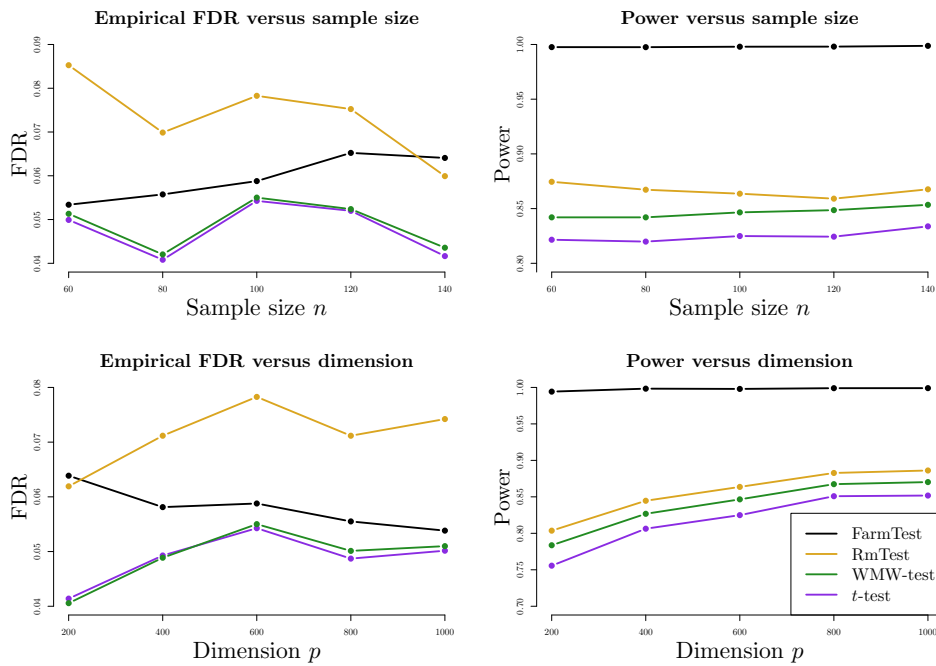 Empirical FDR versus sample size
FDR
0.04 0.05 0.06 0.07 0.08 0.09
60 80 100 120 140
Sample size n
Power versus sample size
Power
0.80 0.85 0.90 0.95 1.00
60 80 100 120 140
Sample size n
Empirical FDR versus dimension
FDR
0.04 0.05 0.06 0.07 0.08
200 400 600 800 1000
Dimension p
Power versus dimension
Power
0.70 0.75 0.80 0.85 0.90 0.95 1.00
200 400 600 800 1000
Dimension p
FarmTest
RmTest
WMW-test
t-test